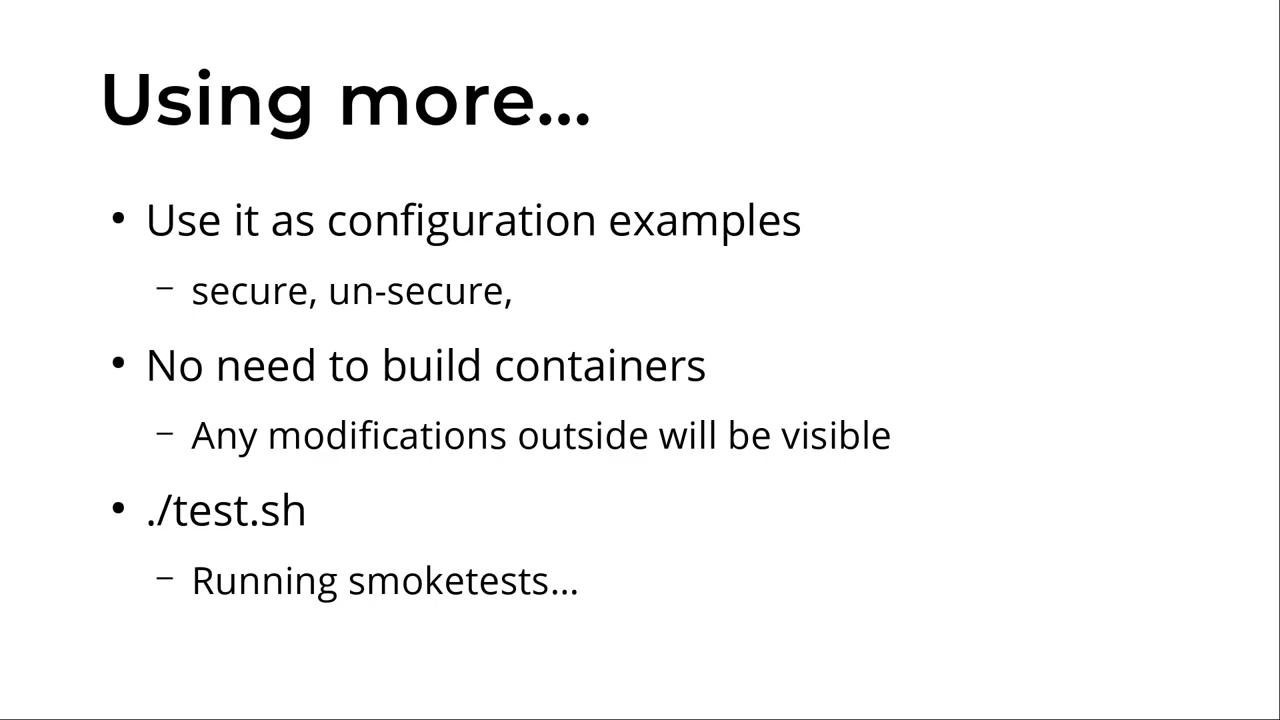 Using more...
• Use it as configuration examples
– secure, un-secure,
• No need to build containers
– Any modifications outside will be visible
• ./test.sh
– Running smoketests...